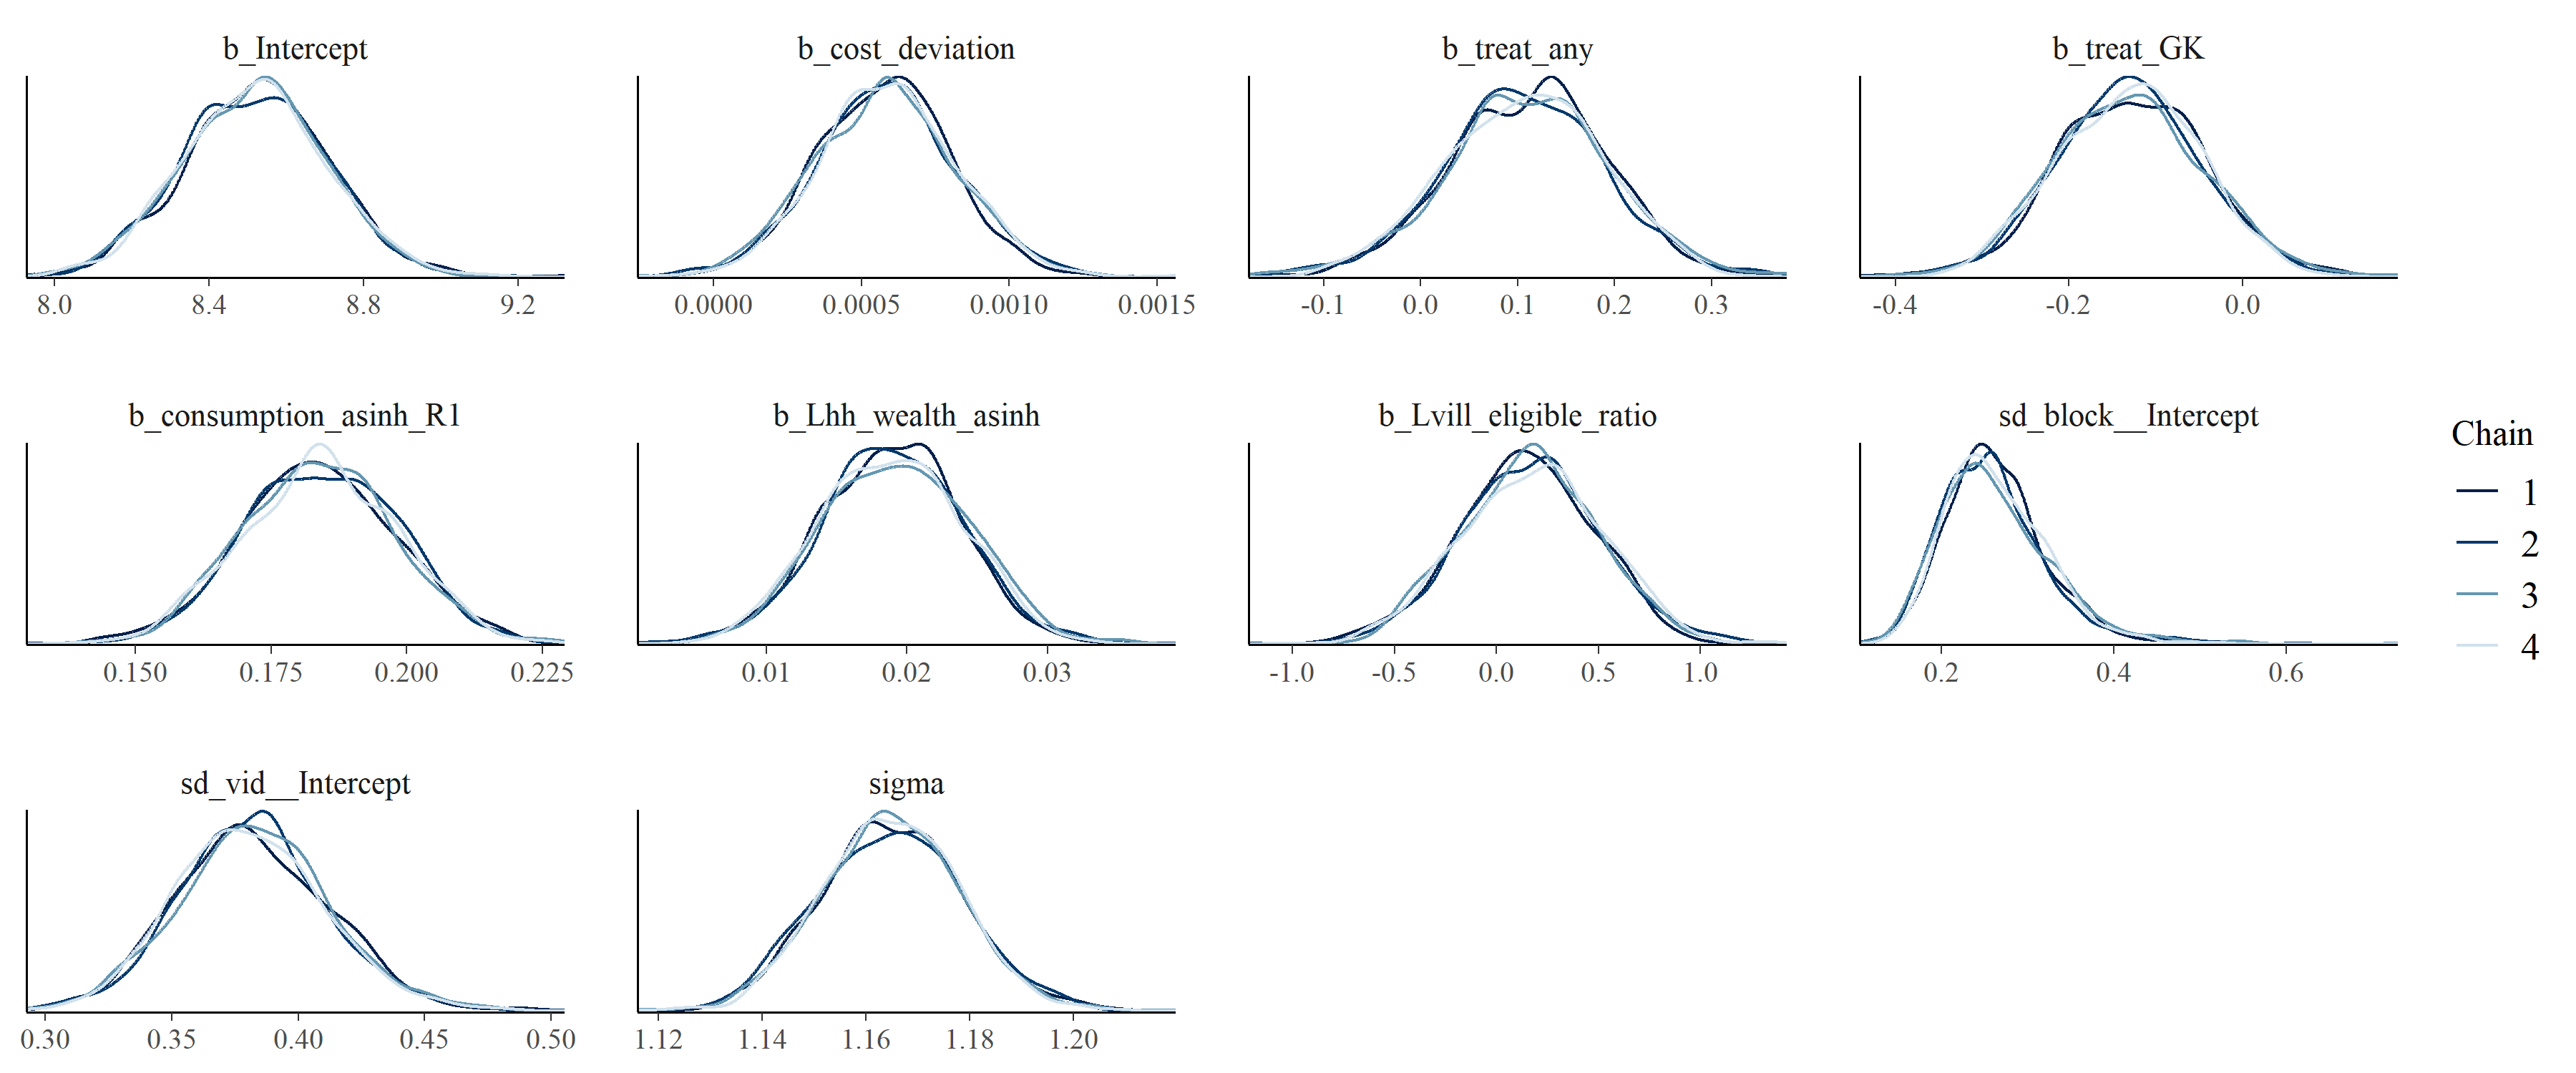 b_Intercept b_cost_deviation b_treat_any b_treat_GK
8.0 8.4 8.8 9.2 0.0000 0.0005 0.0010 0.0015 -0.1 0.0 0.1 0.2 0.3 -0.4 -0.2 0.0
b_consumption_asinh_R1 b_Lhh_wealth_asinh b_Lvill_eligible_ratio sd_block__Intercept
Chain
1
2
3
4
0.150 0.175 0.200 0.225 0.01 0.02 0.03 -1.0 -0.5 0.0 0.5 1.0 0.2 0.4 0.6
sd_vid__Intercept sigma
0.30 0.35 0.40 0.45 0.50 1.12 1.14 1.16 1.18 1.20